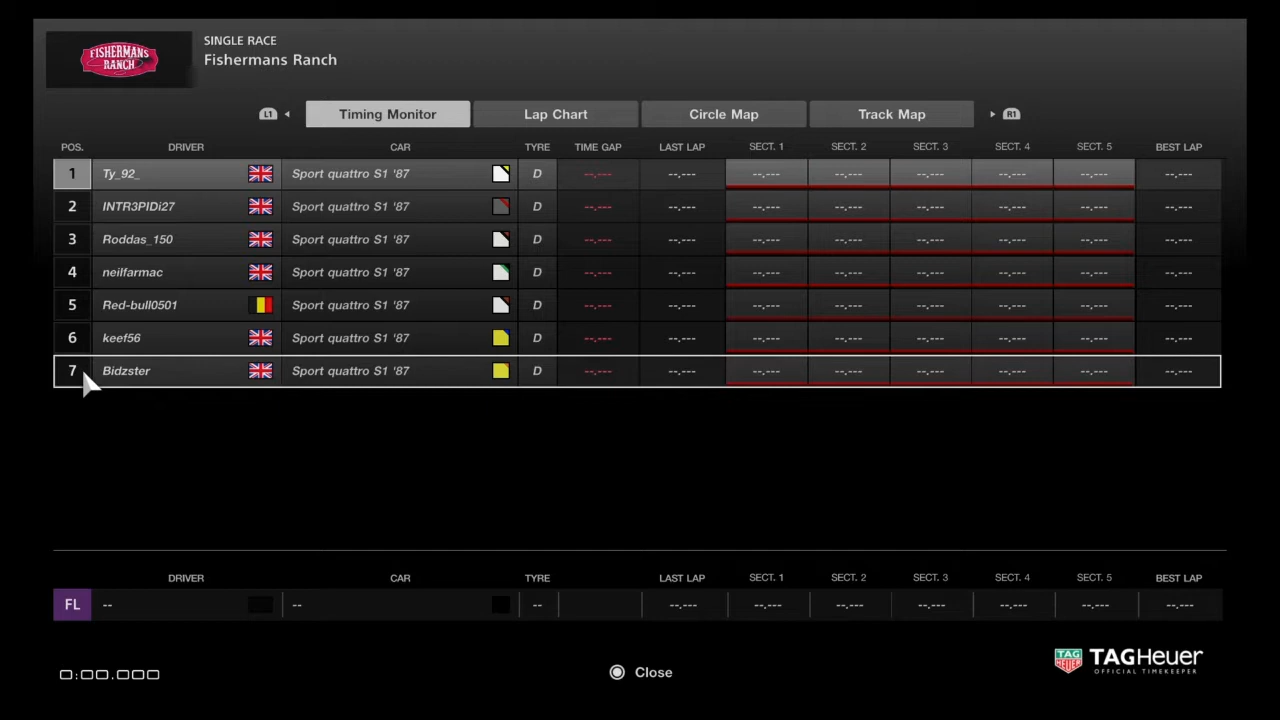 FISHERMANS
RANCH
SINGLE RACE
Fishermans Ranch
L1 Timing Monitor Lap Chart Circle Map Track Map R1
POS. DRIVER CAR TYRE TIME GAP LAST LAP SECT. 1 SECT. 2 SECT. 3 SECT. 4 SECT. 5 BEST LAP
1 Ty_92_ Sport quattro S1 '87 D --.--- --.--- --.--- --.--- --.--- --.--- --.--- --.---
2 INTR3PIDi27 Sport quattro S1 '87 D --.--- --.--- --.--- --.--- --.--- --.--- --.--- --.---
3 Roddas_150 Sport quattro S1 '87 D --.--- --.--- --.--- --.--- --.--- --.--- --.--- --.---
4 neilfarmac Sport quattro S1 '87 D --.--- --.--- --.--- --.--- --.--- --.--- --.--- --.---
5 Red-bull0501 Sport quattro S1 '87 D --.--- --.--- --.--- --.--- --.--- --.--- --.--- --.---
6 keef56 Sport quattro S1 '87 D --.--- --.--- --.--- --.--- --.--- --.--- --.--- --.---
7 Bidzster Sport quattro S1 '87 D --.--- --.--- --.--- --.--- --.--- --.--- --.--- --.---
DRIVER CAR TYRE LAST LAP SECT. 1 SECT. 2 SECT. 3 SECT. 4 SECT. 5 BEST LAP
FL -- -- -- --.--- --.--- --.--- --.--- --.--- --.--- --.---
0:00.000
Close
TAG HEUER TAGHeuer
OFFICIAL TIMEKEEPER